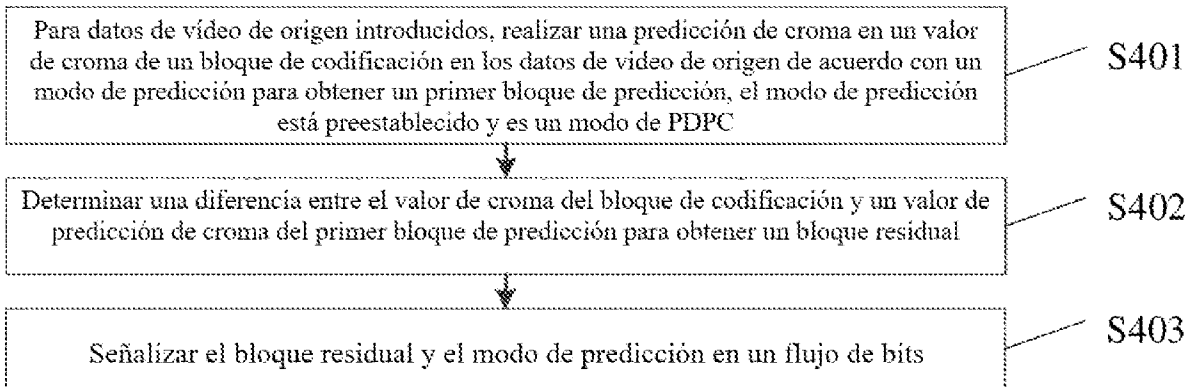 Para datos de vídeo de origen introducidos, realizar una predicción de croma en un valor
de croma de un bloque de codificación en los datos de vídeo de origen de acuerdo con un
modo de predicción para obtener un primer bloque de predicción, el modo de predicción
está preestablecido y es un modo de PDPC
S401
Determinar una diferencia entre el valor de croma del bloque de codificación y un valor de
predicción de croma del primer bloque de predicción para obtener un bloque residual
S402
Señalizar el bloque residual y el modo de predicción en un flujo de bits
S403